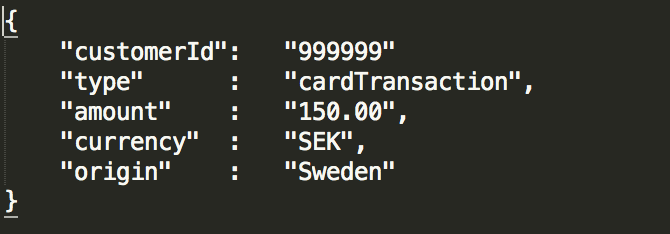 {
    "customerId":   "999999"
    "type"      :   "cardTransaction",
    "amount"    :   "150.00",
    "currency"  :   "SEK",
    "origin"    :   "Sweden"
}